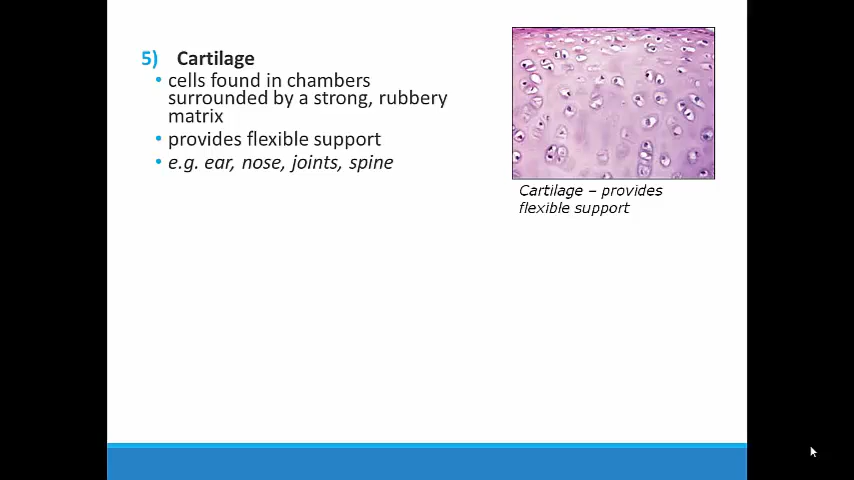 5) Cartilage
• cells found in chambers
surrounded by a strong, rubbery
matrix
• provides flexible support
• e.g. ear, nose, joints, spine
Cartilage – provides
flexible support